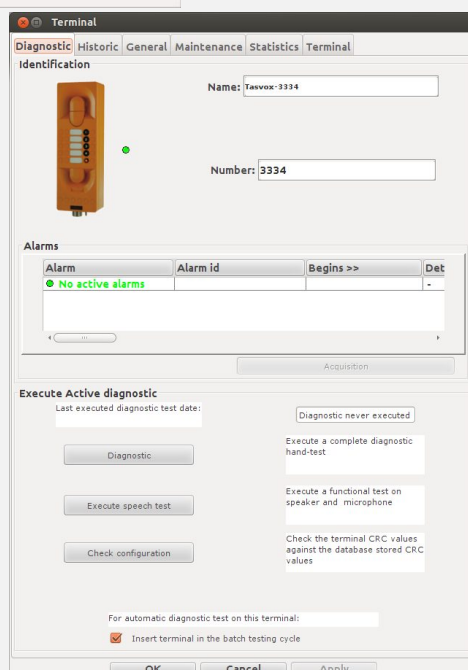 Terminal
Diagnostic Historic General Maintenance Statistics Terminal
Identification
Name: Tasvox-3334
Number: 3334
Alarms
Alarm Alarm id Begins >> Det
No active alarms -
Acquisition
Execute Active diagnostic
Last executed diagnostic test date:
Diagnostic never executed
Diagnostic
Execute a complete diagnostic
hand-test
Execute speech test
Execute a functional test on
speaker and microphone
Check configuration
Check the terminal CRC values
against the database stored CRC
values
For automatic diagnostic test on this terminal:
Insert terminal in the batch testing cycle
OK Cancel Apply